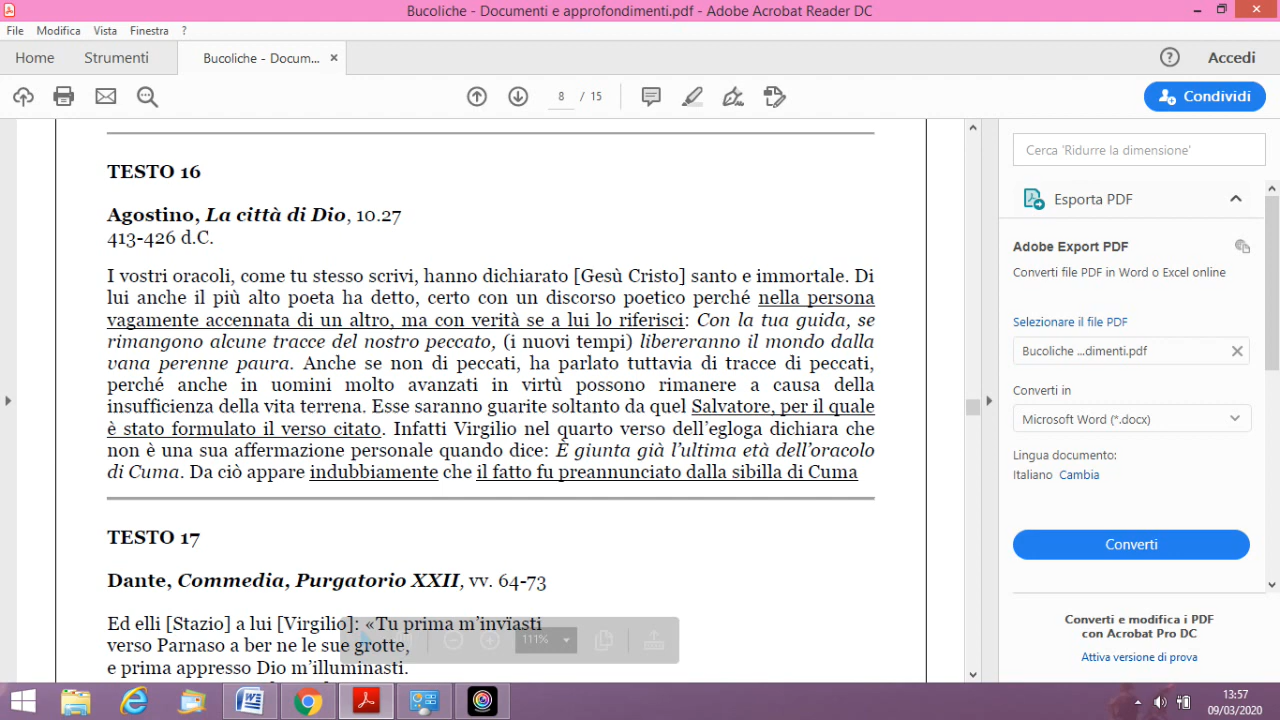 Bucoliche - Documenti e approfondimenti.pdf - Adobe Acrobat Reader DC
File Modifica Vista Finestra ?
Home Strumenti Bucoliche - Docum... × ? Accedi
8 / 15 Condividi
TESTO 16
Agostino, La città di Dio, 10.27
413-426 d.C.
I vostri oracoli, come tu stesso scrivi, hanno dichiarato [Gesù Cristo] santo e immortale. Di
lui anche il più alto poeta ha detto, certo con un discorso poetico perché nella persona
vagamente accennata di un altro, ma con verità se a lui lo riferisci: Con la tua guida, se
rimangono alcune tracce del nostro peccato, (i nuovi tempi) libereranno il mondo dalla
vana perenne paura. Anche se non di peccati, ha parlato tuttavia di tracce di peccati,
perché anche in uomini molto avanzati in virtù possono rimanere a causa della
insufficienza della vita terrena. Esse saranno guarite soltanto da quel Salvatore, per il quale
è stato formulato il verso citato. Infatti Virgilio nel quarto verso dell'egloga dichiara che
non è una sua affermazione personale quando dice: È giunta già l'ultima età dell'oracolo
di Cuma. Da ciò appare indubbiamente che il fatto fu preannunciato dalla sibilla di Cuma
TESTO 17
Dante, Commedia, Purgatorio XXII, vv. 64-73
Ed elli [Stazio] a lui [Virgilio]: «Tu prima m'invïasti
verso Parnaso a ber ne le sue grotte,
e prima appresso Dio m'illuminasti.
111%
Cerca 'Ridurre la dimensione'
Esporta PDF
Adobe Export PDF
Converti file PDF in Word o Excel online
Selezionare il file PDF
Bucoliche ...dimenti.pdf
Converti in
Microsoft Word (*.docx)
Lingua documento:
Italiano Cambia
Converti
Converti e modifica i PDF
con Acrobat Pro DC
Attiva versione di prova
13:57
09/03/2020